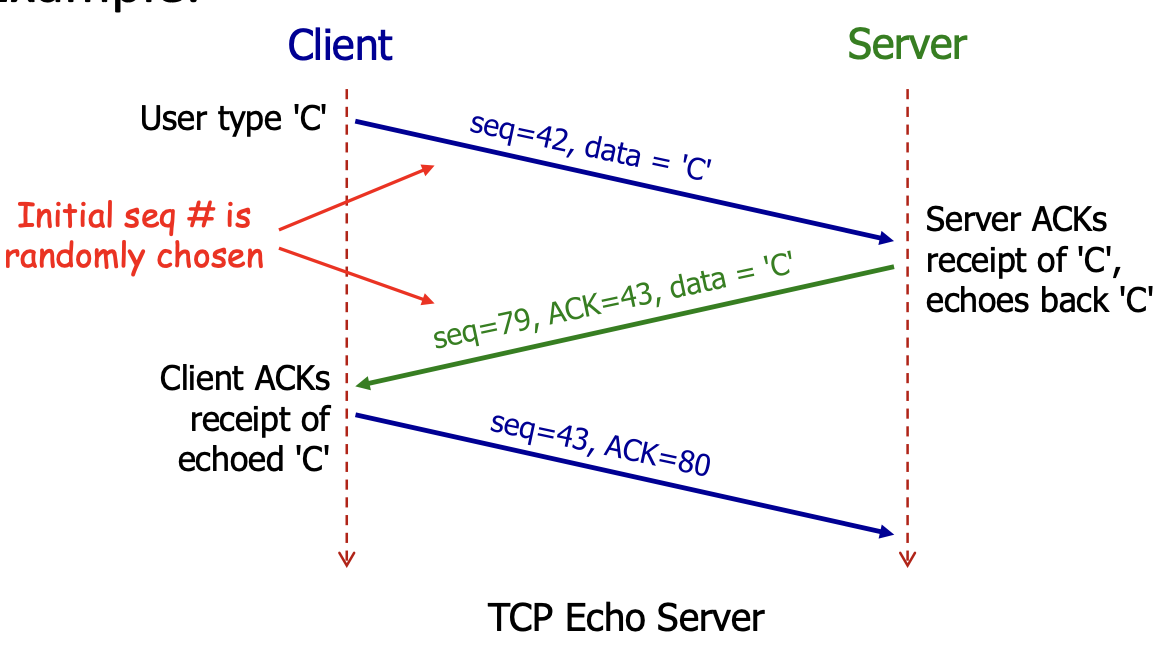 Example:
Client
Server
User type 'C'
seq=42, data = 'C'
Initial seq # is
randomly chosen
Server ACKs
receipt of 'C',
echoes back 'C'
seq=79, ACK=43, data = 'C'
Client ACKs
receipt of
echoed 'C'
seq=43, ACK=80
TCP Echo Server